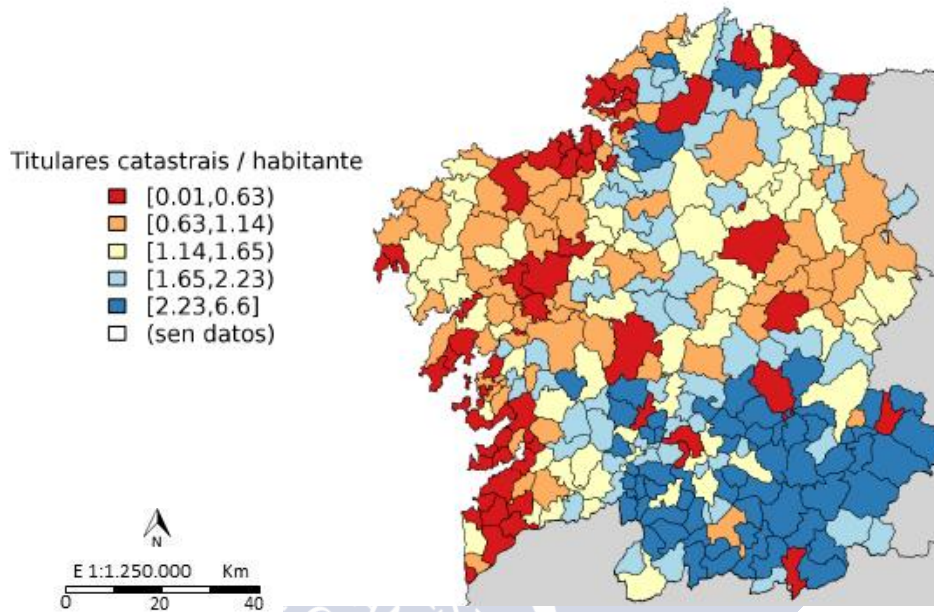 Titulares catastrais / habitante
[0.01,0.63)
[0.63,1.14)
[1.14,1.65)
[1.65,2.23)
[2.23,6.6]
(sen datos)
N
E 1:1.250.000 Km
0 20 40